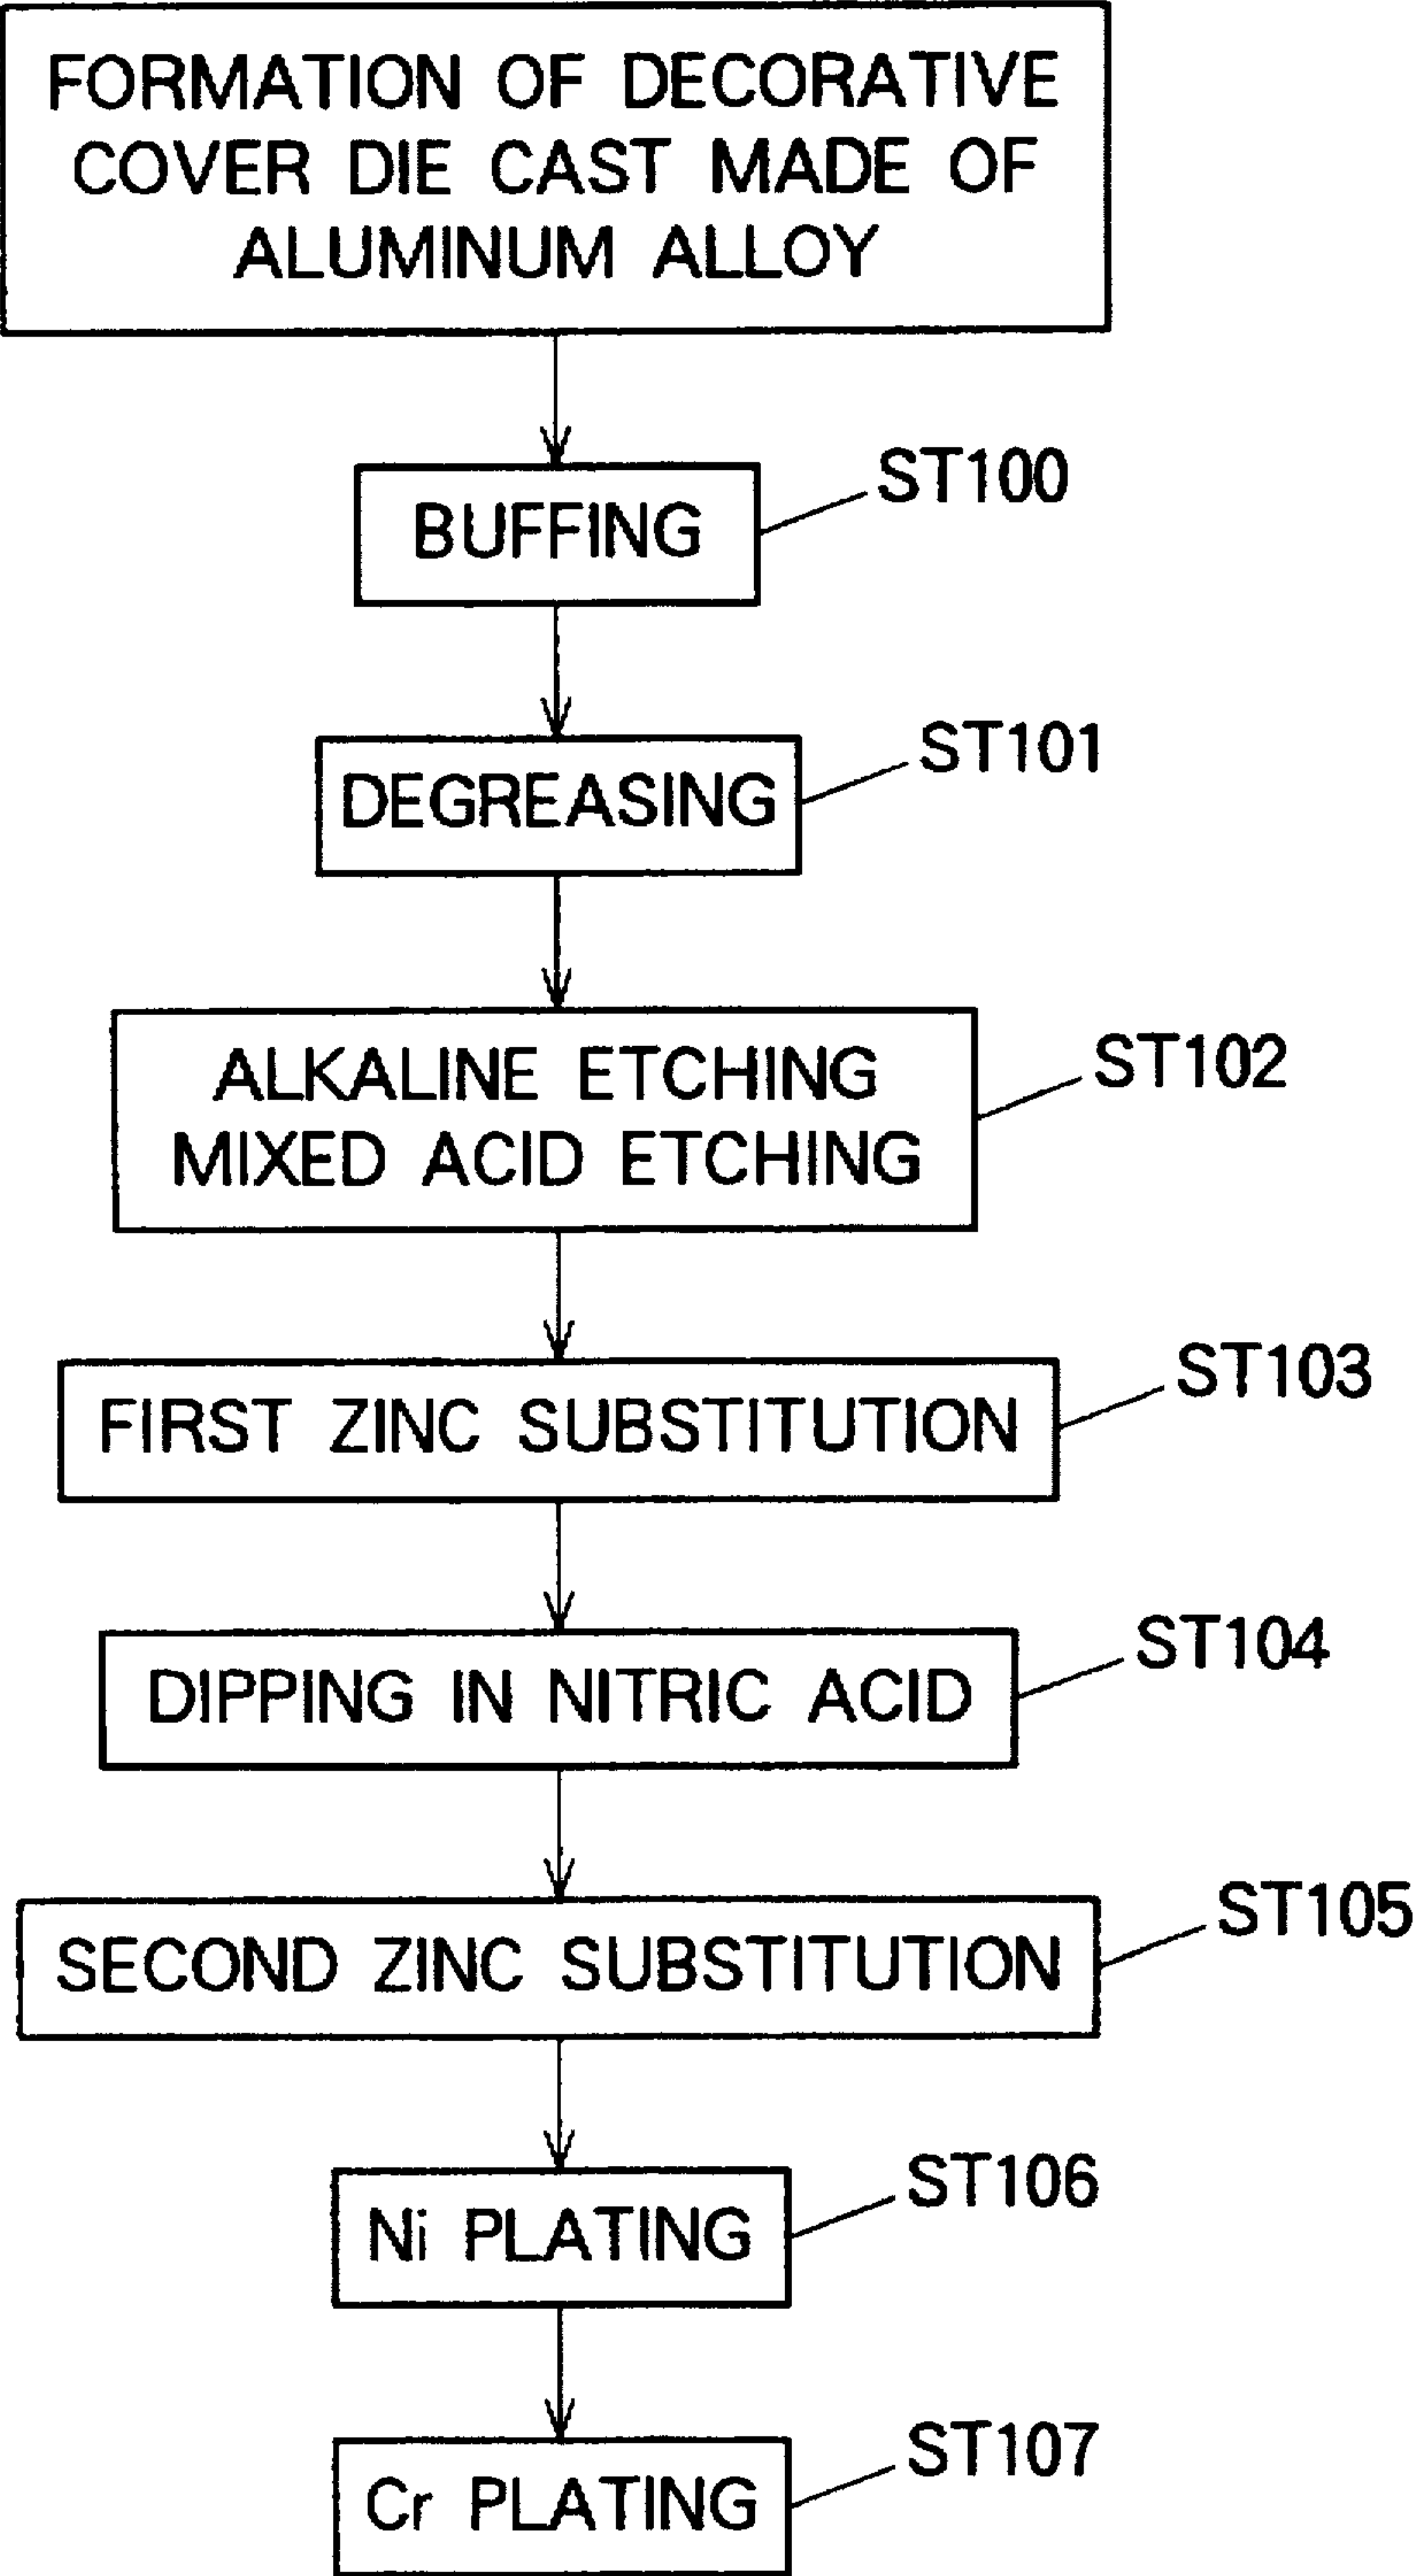 FORMATION OF DECORATIVE
COVER DIE CAST MADE OF
ALUMINUM ALLOY
BUFFING
ST100
DEGREASING
ST101
ALKALINE ETCHING
MIXED ACID ETCHING
ST102
FIRST ZINC SUBSTITUTION
ST103
DIPPING IN NITRIC ACID
ST104
SECOND ZINC SUBSTITUTION
ST105
Ni PLATING
ST106
Cr PLATING
ST107